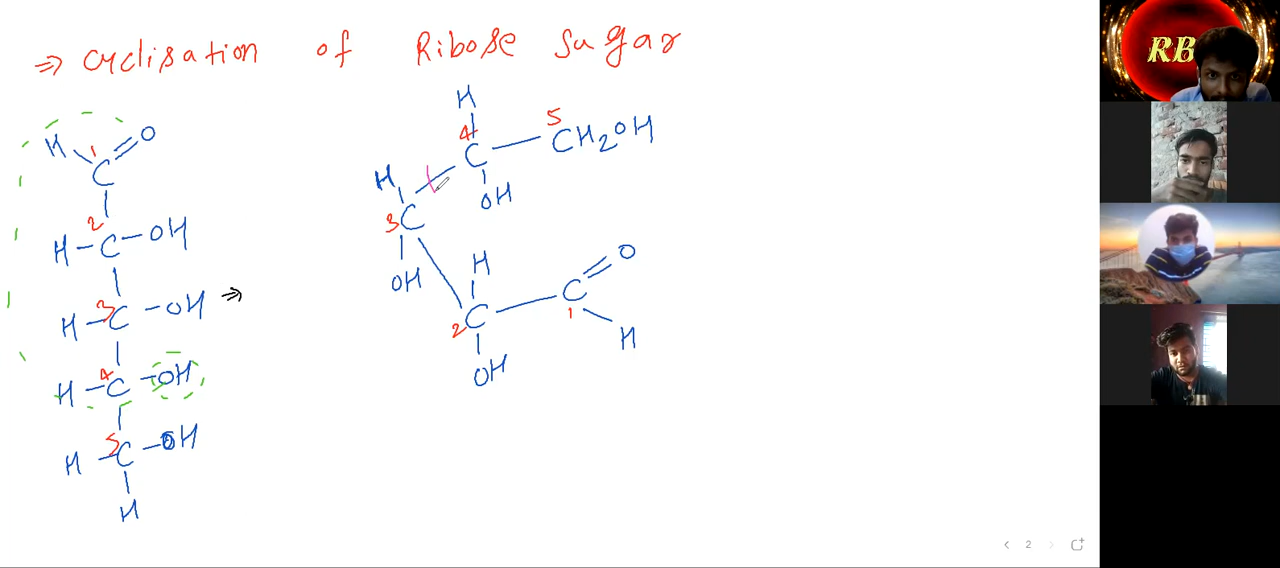 ⇒ Cyclisation of Ribose Sugar
RB
H O
1
C
2
H-C-OH
3
H-C-OH ⇒
4
H-C-OH
5
H-C-OH
H
H
4 5
C CH2OH
H OH
3 C
OH H O
2 C C
1
OH H
2